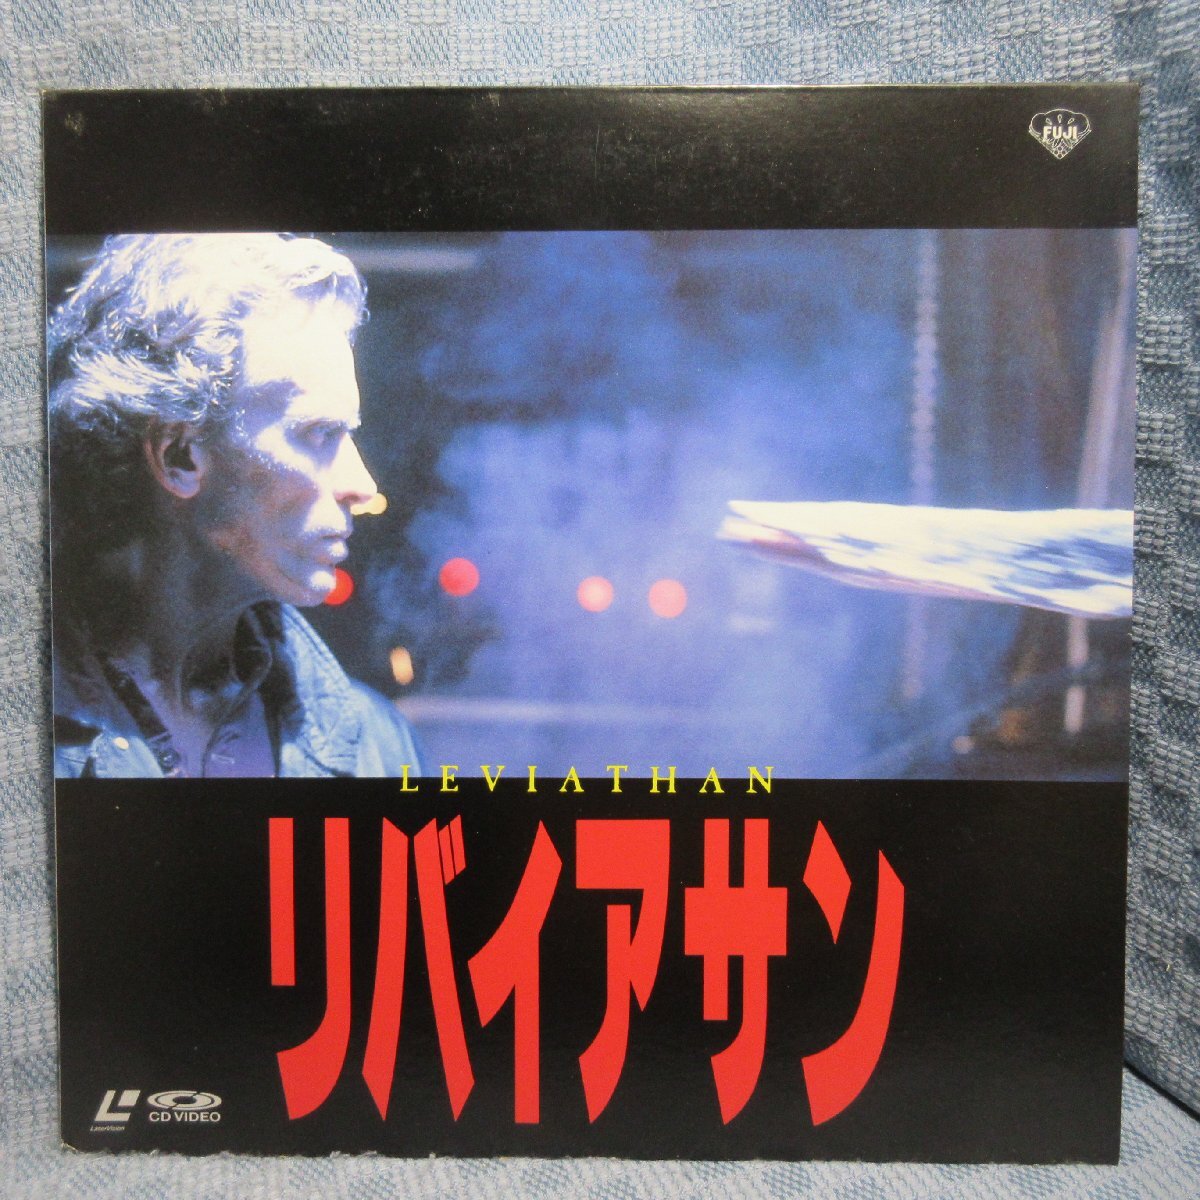 FUJI
LEVIATHAN
リバイアサン
LaserVision
CD VIDEO